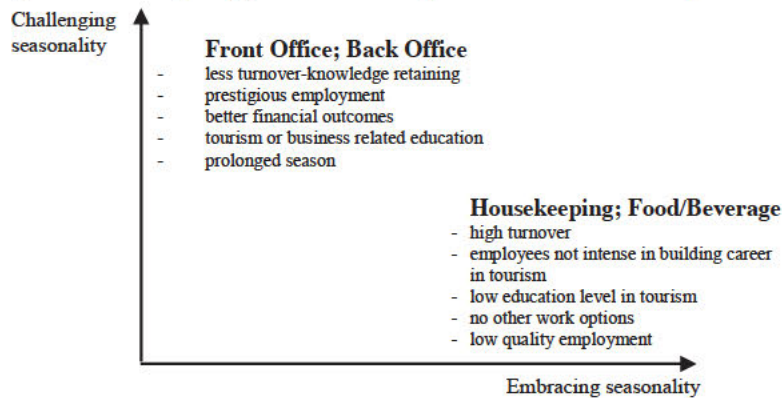 Challenging
seasonality
Front Office; Back Office
- less turnover-knowledge retaining
- prestigious employment
- better financial outcomes
- tourism or business related education
- prolonged season
Housekeeping; Food/Beverage
- high turnover
- employees not intense in building career
in tourism
- low education level in tourism
- no other work options
- low quality employment
Embracing seasonality